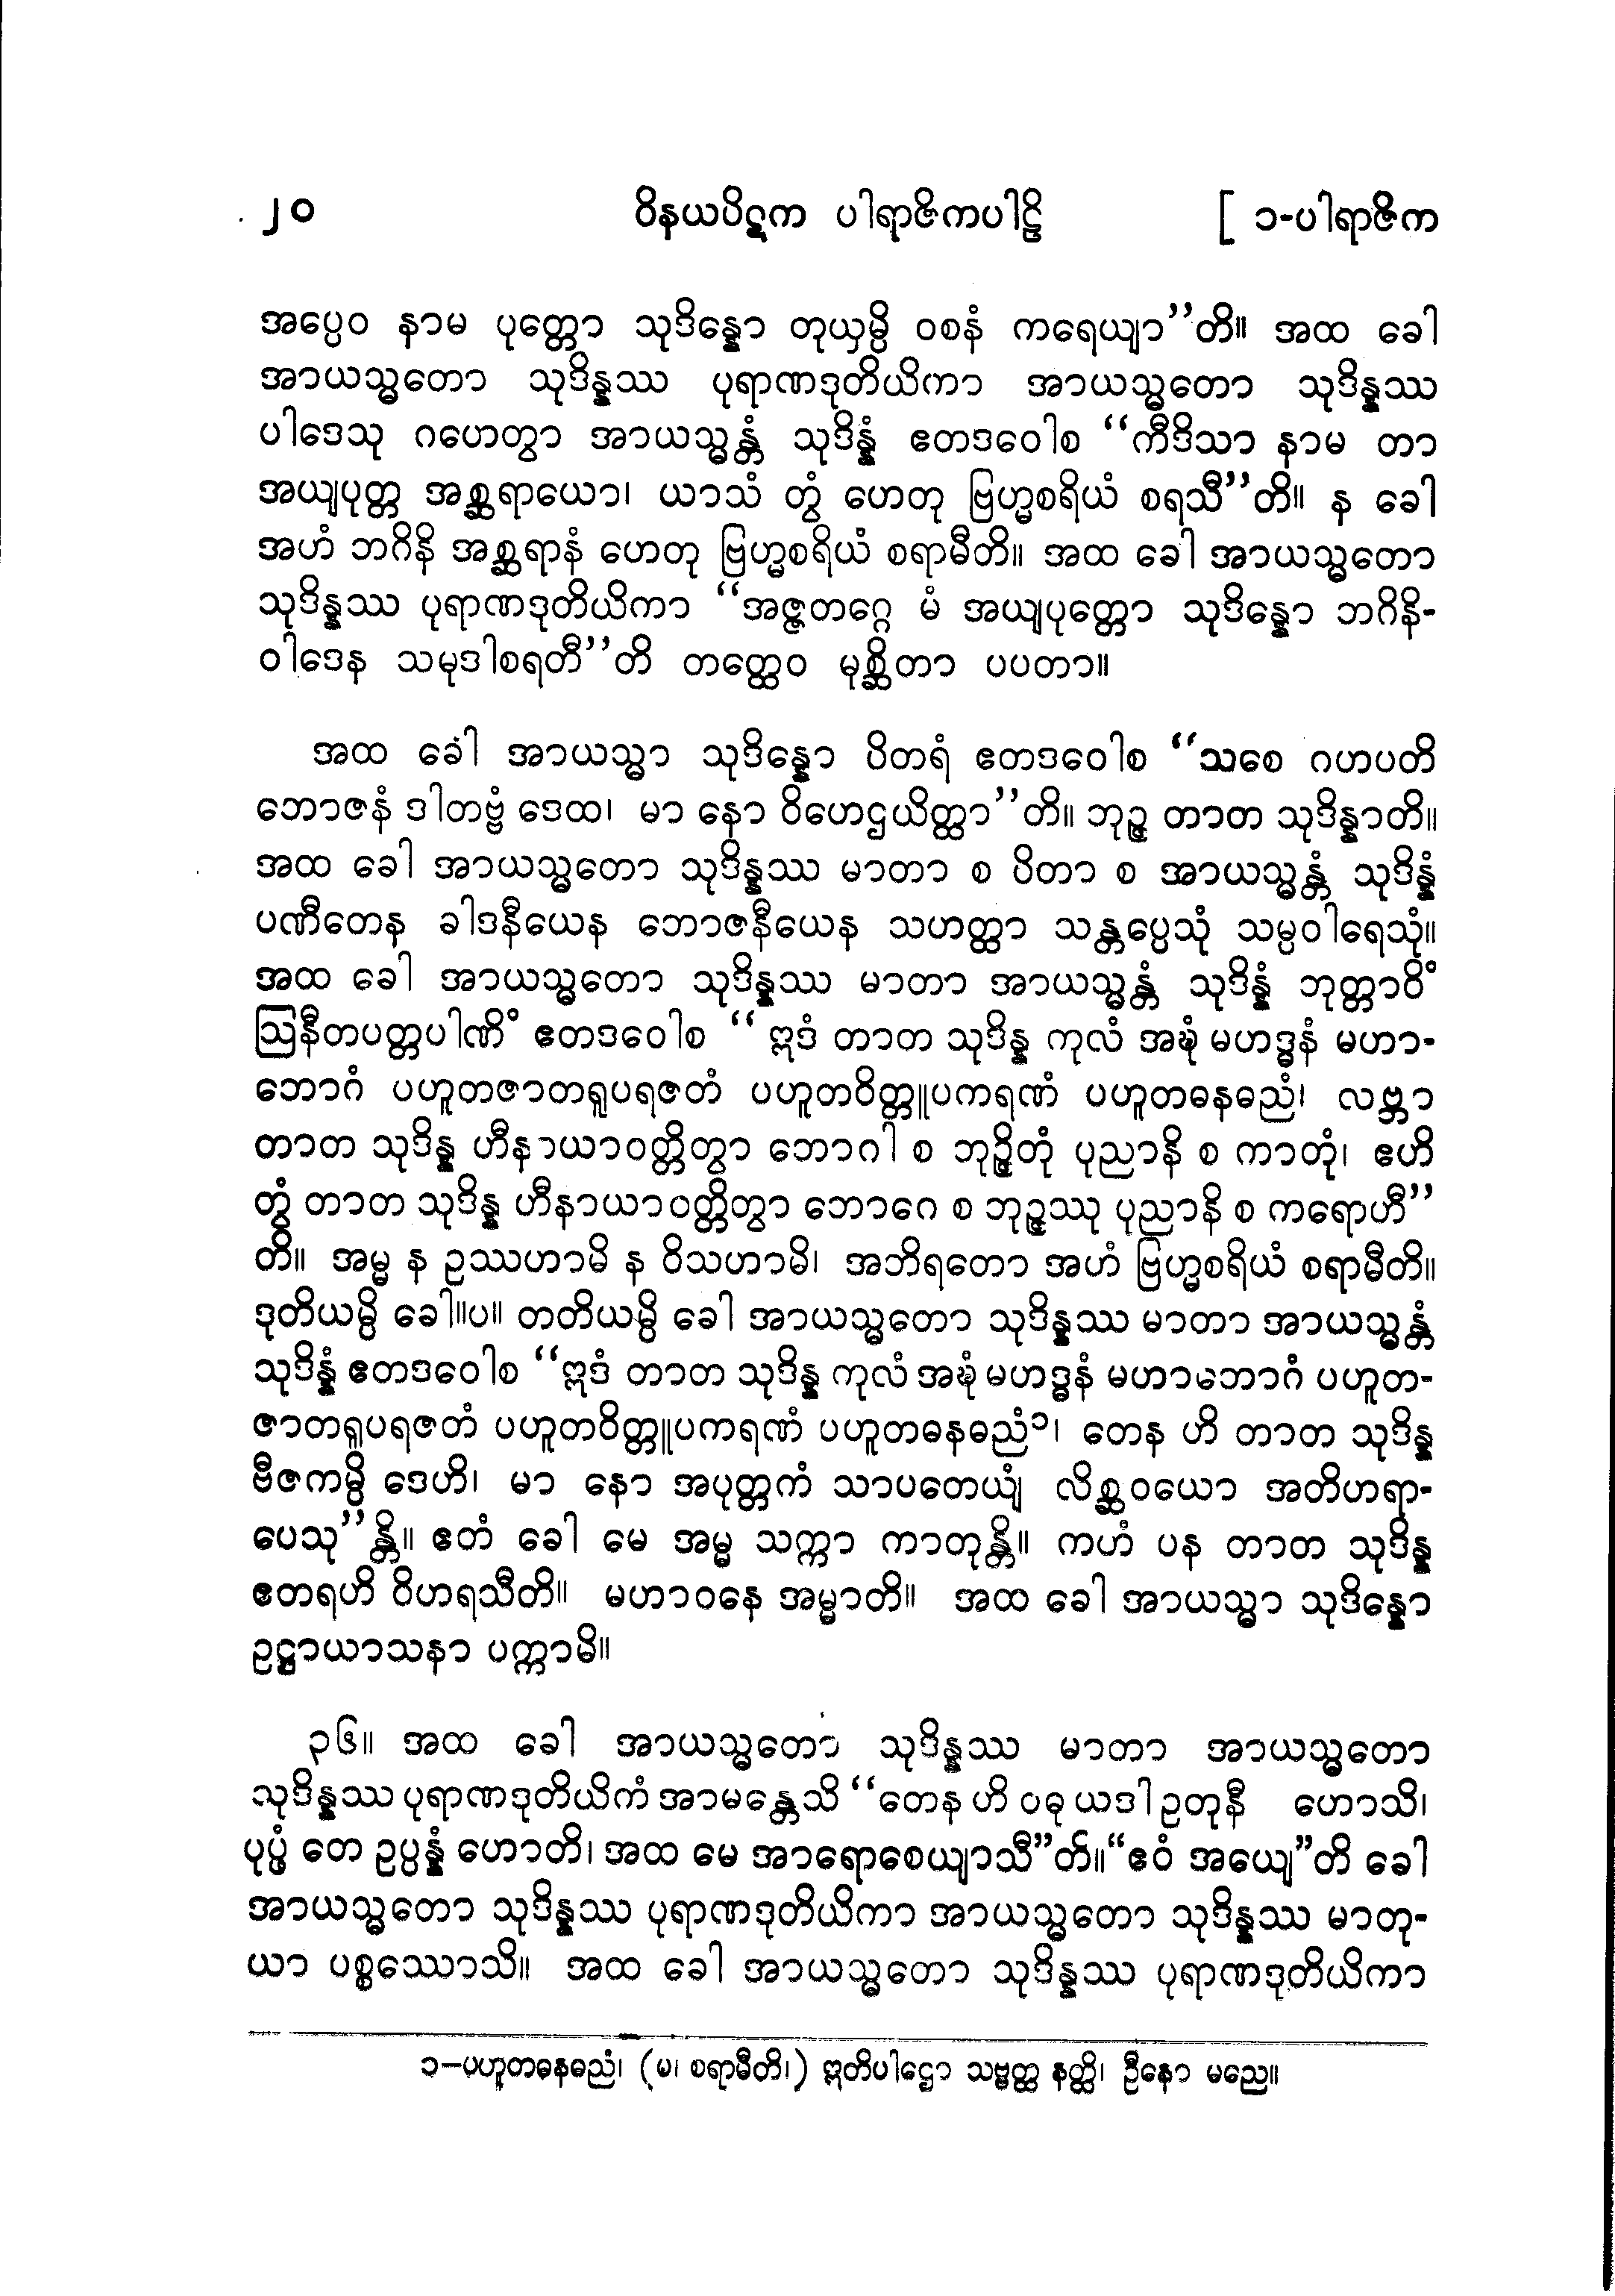 ၂၀ ဝိနယပိဋက ပါရာဇိကပါဠိ [ ၁-ပါရာဇိက
အပ္ပေဝ နာမ ပုတ္တော သုဒိန္နော တုယှမ္ပိ ဝစနံ ကရေယျာ’’တိ။ အထ ခေါ
အာယသ္မတော သုဒိန္နဿ ပုရာဏဒုတိယိကာ အာယသ္မတော သုဒိန္နဿ
ပါဒေသု ဂဟေတွာ အာယသ္မန္တံ သုဒိန္နံ ဧတဒဝေါစ ‘‘ကီဒိသာ နာမ တာ
အယျပုတ္တ အစ္ဆရာယော၊ ယာသံ တွံ ဟေတု ဗြဟ္မစရိယံ စရသီ’’တိ။ န ခေါ
အဟံ ဘဂိနိ အစ္ဆရာနံ ဟေတု ဗြဟ္မစရိယံ စရာမီတိ။ အထ ခေါ အာယသ္မတော
သုဒိန္နဿ ပုရာဏဒုတိယိကာ ‘‘အဇ္ဇတဂ္ဂေ မံ အယျပုတ္တော သုဒိန္နော ဘဂိနိ-
ဝါဒေန သမုဒါစရတီ’’တိ တတ္ထေဝ မုစ္ဆိတာ ပပတာ။
အထ ခေါ အာယသ္မာ သုဒိန္နော ပိတရံ ဧတဒဝေါစ ‘‘သစေ ဂဟပတိ
ဘောဇနံ ဒါတဗ္ဗံ ဒေထ၊ မာ နော ဝိဟေဌယိတ္ထာ’’တိ။ ဘုဉ္ဇ တာတ သုဒိန္နာတိ။
အထ ခေါ အာယသ္မတော သုဒိန္နဿ မာတာ စ ပိတာ စ အာယသ္မန္တံ သုဒိန္နံ
ပဏီတေန ခါဒနီယေန ဘောဇနီယေန သဟတ္ထာ သန္တပ္ပေသုံ သမ္ပဝါရေသုံ။
အထ ခေါ အာယသ္မတော သုဒိန္နဿ မာတာ အာယသ္မန္တံ သုဒိန္နံ ဘုတ္တာဝိံ
ဩနီတပတ္တပါဏိံ ဧတဒဝေါစ ‘‘ ဣဒံ တာတ သုဒိန္န ကုလံ အဍ္ဎံ မဟဒ္ဓနံ မဟာ-
ဘောဂံ ပဟူတဇာတရူပရဇတံ ပဟူတဝိတ္တူပကရဏံ ပဟူတဓနဓညံ၊ လဗ္ဘာ
တာတ သုဒိန္န ဟီနာယာဝတ္တိတွာ ဘောဂါ စ ဘုဉ္ဇိတုံ ပုညာနိ စ ကာတုံ၊ ဧဟိ
တွံ တာတ သုဒိန္န ဟီနာယာဝတ္တိတွာ ဘောဂေ စ ဘုဉ္ဇဿု ပုညာနိ စ ကရောဟီ’’
တိ။ အမ္မ န ဥဿဟာမိ န ဝိသဟာမိ၊ အဘိရတော အဟံ ဗြဟ္မစရိယံ စရာမီတိ။
ဒုတိယမ္ပိ ခေါ။ပ။ တတိယမ္ပိ ခေါ အာယသ္မတော သုဒိန္နဿ မာတာ အာယသ္မန္တံ
သုဒိန္နံ ဧတဒဝေါစ ‘‘ဣဒံ တာတ သုဒိန္န ကုလံ အဍ္ဎံ မဟဒ္ဓနံ မဟာဘောဂံ ပဟူတ-
ဇာတရူပရဇတံ ပဟူတဝိတ္တူပကရဏံ ပဟူတဓနဓညံ၁၊ တေန ဟိ တာတ သုဒိန္န
ဗီဇကမ္ပိ ဒေဟိ၊ မာ နော အပုတ္တကံ သာပတေယျံ လိစ္ဆဝယော အတိဟရာ-
ပေသု’’န္တိ။ ဧတံ ခေါ မေ အမ္မ သက္ကာ ကာတုန္တိ။ ကဟံ ပန တာတ သုဒိန္န
ဧတရဟိ ဝိဟရသီတိ။ မဟာဝနေ အမ္မာတိ။ အထ ခေါ အာယသ္မာ သုဒိန္နော
ဥဋ္ဌာယာသနာ ပက္ကာမိ။
၃၆။ အထ ခေါ အာယသ္မတော သုဒိန္နဿ မာတာ အာယသ္မတော
သုဒိန္နဿ ပုရာဏဒုတိယိကံ အာမန္တေသိ ‘‘တေန ဟိ ဝဓု ယဒါ ဥတုနီ ဟောသိ၊
ပုပ္ဖံ တေ ဥပ္ပန္နံ ဟောတိ၊ အထ မေ အာရောစေယျာသီ”တိ။“ဧဝံ အယျေ”တိ ခေါ
အာယသ္မတော သုဒိန္နဿ ပုရာဏဒုတိယိကာ အာယသ္မတော သုဒိန္နဿ မာတု-
ယာ ပစ္စဿောသိ။ အထ ခေါ အာယသ္မတော သုဒိန္နဿ ပုရာဏဒုတိယိကာ
၁–ပဟူတဓနဓညံ၊ (မ၊ စရာမီတိ၊) ဣတိပါဌော သဗ္ဗတ္ထ နတ္ထိ၊ ဦနော မညေ။